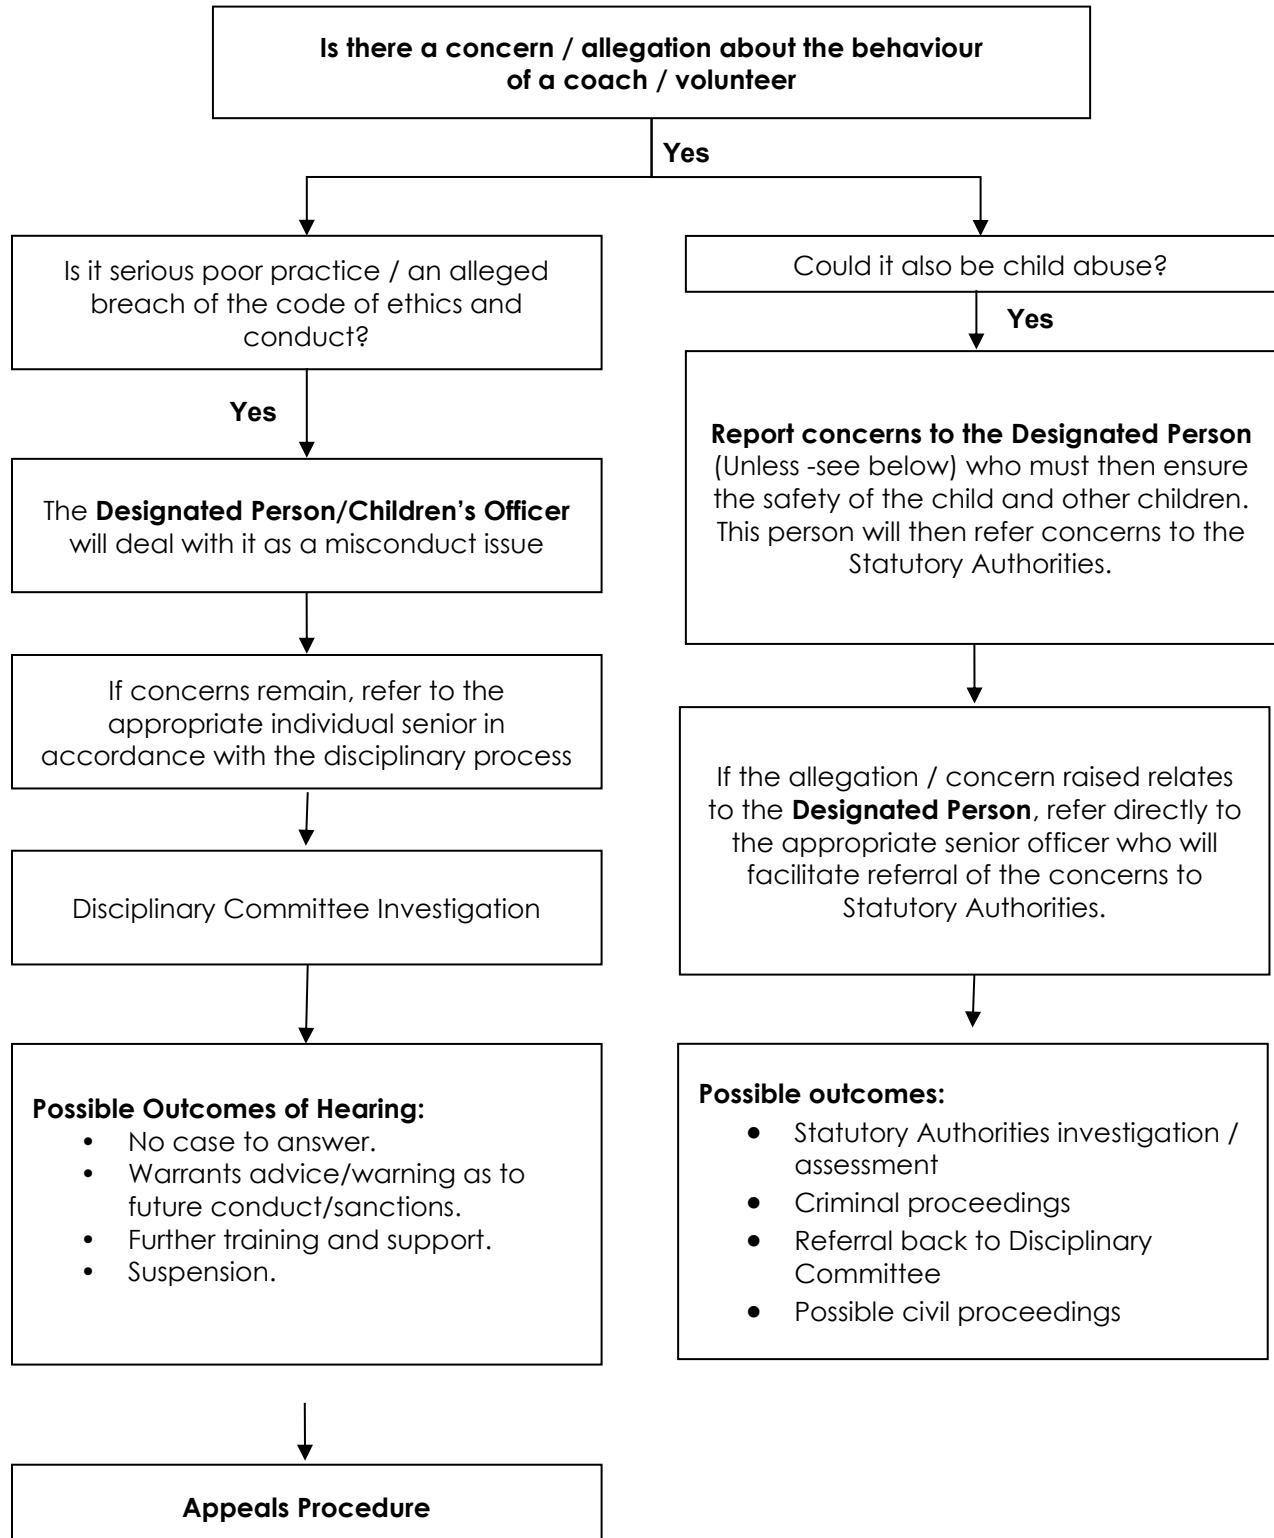 Is there a concern / allegation about the behaviour
of a coach / volunteer
Yes
Is it serious poor practice / an alleged
breach of the code of ethics and
conduct?
Yes
The Designated Person/Children’s Officer
will deal with it as a misconduct issue
If concerns remain, refer to the
appropriate individual senior in
accordance with the disciplinary process
Disciplinary Committee Investigation
Possible Outcomes of Hearing:
• No case to answer.
• Warrants advice/warning as to
future conduct/sanctions.
• Further training and support.
• Suspension.
Appeals Procedure
Could it also be child abuse?
Yes
Report concerns to the Designated Person
(Unless -see below) who must then ensure
the safety of the child and other children.
This person will then refer concerns to the
Statutory Authorities.
If the allegation / concern raised relates
to the Designated Person, refer directly to
the appropriate senior officer who will
facilitate referral of the concerns to
Statutory Authorities.
Possible outcomes:
● Statutory Authorities investigation /
assessment
● Criminal proceedings
● Referral back to Disciplinary
Committee
● Possible civil proceedings